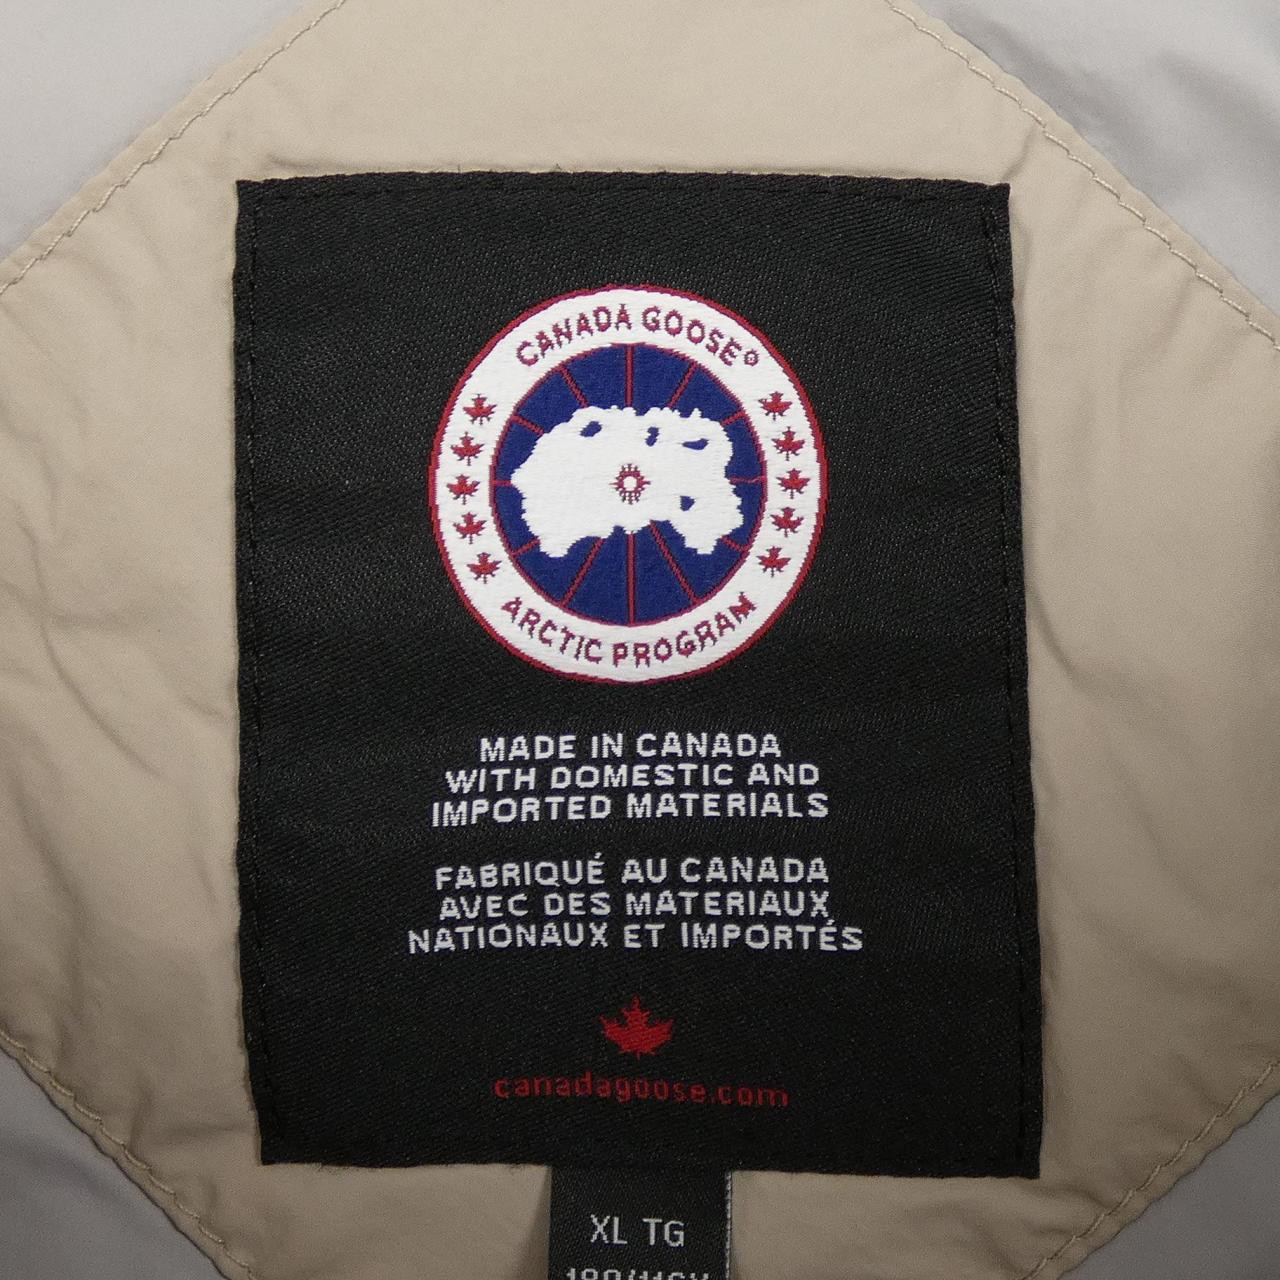 CANADA GOOSE®
ARCTIC PROGRAM
MADE IN CANADA
WITH DOMESTIC AND
IMPORTED MATERIALS
FABRIQUÉ AU CANADA
AVEC DES MATERIAUX
NATIONAUX ET IMPORTÉS
canadagoose.com
XL TG